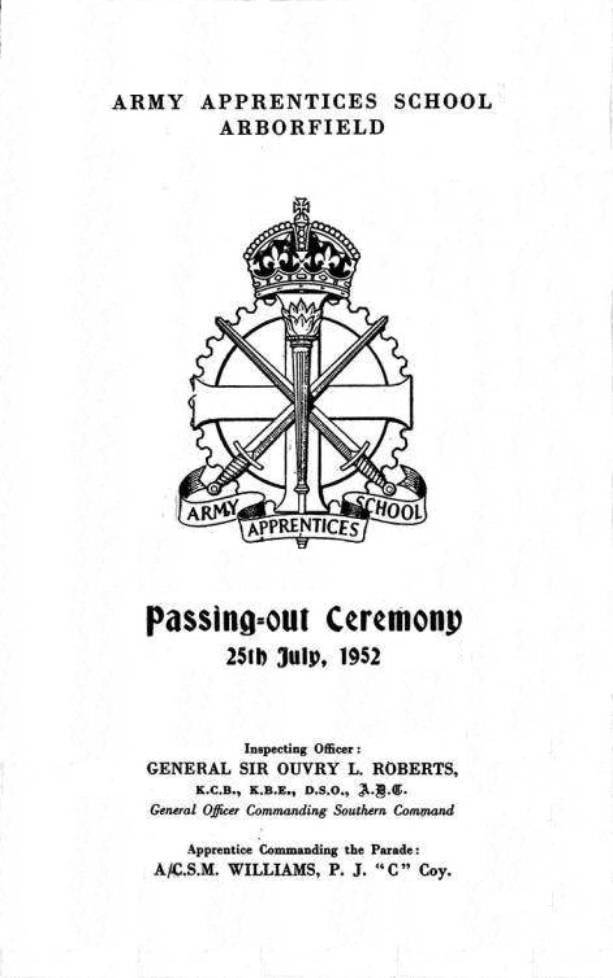 ARMY APPRENTICES SCHOOL
ARBORFIELD
ARMY APPRENTICES SCHOOL
Passing-out Ceremony
25th July, 1952
Inspecting Officer:
GENERAL SIR OUVRY L. ROBERTS,
K.C.B., K.B.E., D.S.O., A.D.C.
General Officer Commanding Southern Command
Apprentice Commanding the Parade:
A/C.S.M. WILLIAMS, P. J. "C" Coy.